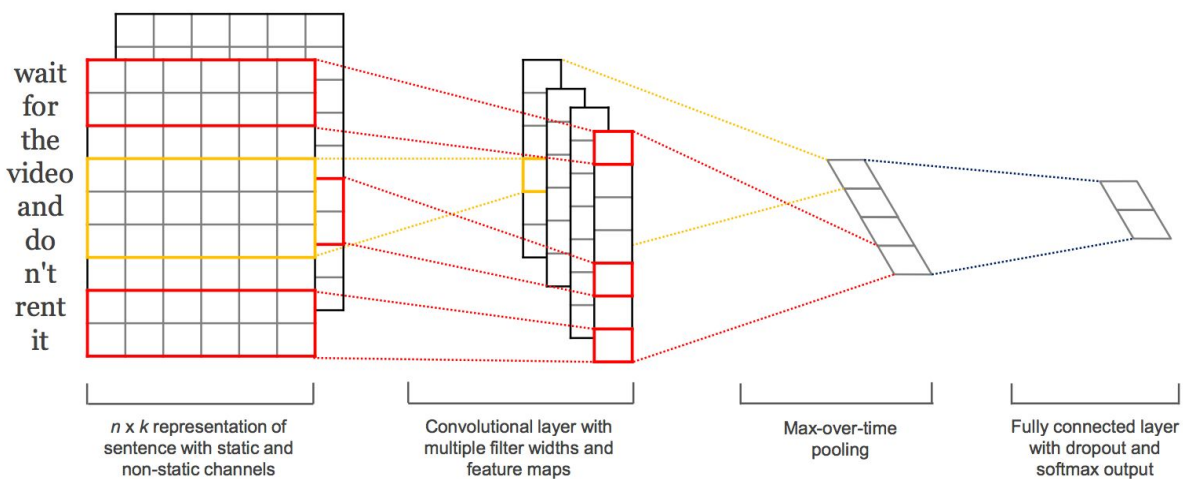 wait
for
the
video
and
do
n't
rent
it
n x k representation of
sentence with static and
non-static channels
Convolutional layer with
multiple filter widths and
feature maps
Max-over-time
pooling
Fully connected layer
with dropout and
softmax output